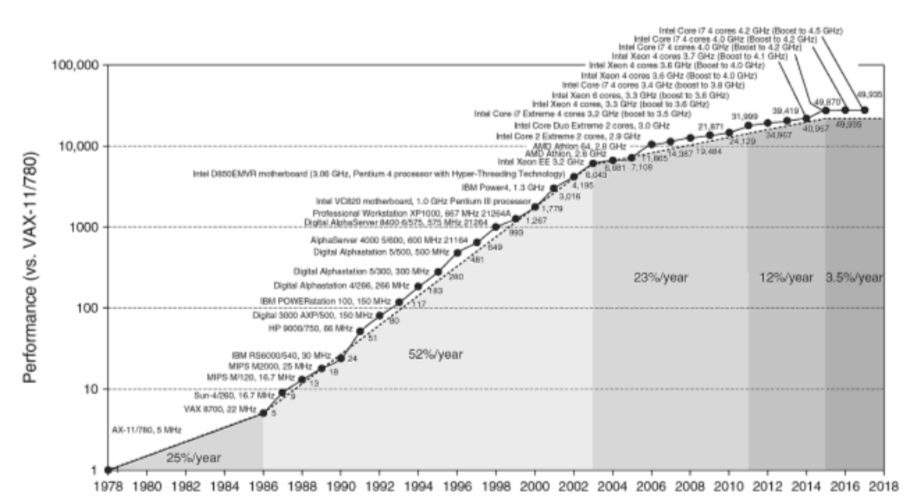 Intel Core i7 4 cores 4.2 GHz (Boost to 4.5 GHz)
Intel Core i7 4 cores 4.0 GHz (Boost to 4.2 GHz)
Intel Core i7 4 cores 4.0 GHz (Boost to 4.2 GHz)
Intel Xeon 4 cores 3.7 GHz (Boost to 4.1 GHz)
Intel Xeon 4 cores 3.6 GHz (Boost to 4.0 GHz)
Intel Xeon 4 cores 3.6 GHz (Boost to 4.0 GHz)
Intel Core i7 4 cores 3.4 GHz (boost to 3.8 GHz)
Intel Xeon 6 cores, 3.3 GHz (boost to 3.6 GHz)
Intel Xeon 4 cores, 3.3 GHz (boost to 3.6 GHz)
Intel Core i7 Extreme 4 cores 3.2 GHz (boost to 3.5 GHz)
Intel Core Duo Extreme 2 cores, 3.0 GHz
Intel Core 2 Extreme 2 cores, 2.9 GHz
AMD Athlon 64, 2.8 GHz
AMD Athlon, 2.6 GHz
Intel Xeon EE 3.2 GHz
Intel D850EMVR motherboard (3.06 GHz, Pentium 4 processor with Hyper-Threading Technology)
IBM Power4, 1.3 GHz
Intel VC820 motherboard, 1.0 GHz Pentium III processor
Professional Workstation XP1000, 667 MHz 21264A
Digital AlphaServer 8400 6/575, 575 MHz 21264
AlphaServer 4000 5/600, 600 MHz 21164
Digital Alphastation 5/500, 500 MHz
Digital Alphastation 5/300, 300 MHz
Digital Alphastation 4/266, 266 MHz
IBM POWERstation 100, 150 MHz
Digital 3000 AXP/500, 150 MHz
HP 9000/750, 66 MHz
IBM RS6000/540, 30 MHz
MIPS M2000, 25 MHz
MIPS M/120, 16.7 MHz
Sun-4/260, 16.7 MHz
VAX 8700, 22 MHz
AX-11/780, 5 MHz
5
9
13
18
24
51
80
117
183
280
481
649
993
1,267
1,779
3,016
4,195
6,043
6,681
7,108
11,865
14,387
19,484
21,871
24,129
31,999
34,967
39,419
40,967
49,870
49,935
49,935
25%/year
52%/year
23%/year
12%/year
3.5%/year
Performance (vs. VAX-11/780)
100,000
10,000
1000
100
10
1
1978 1980 1982 1984 1986 1988 1990 1992 1994 1996 1998 2000 2002 2004 2006 2008 2010 2012 2014 2016 2018